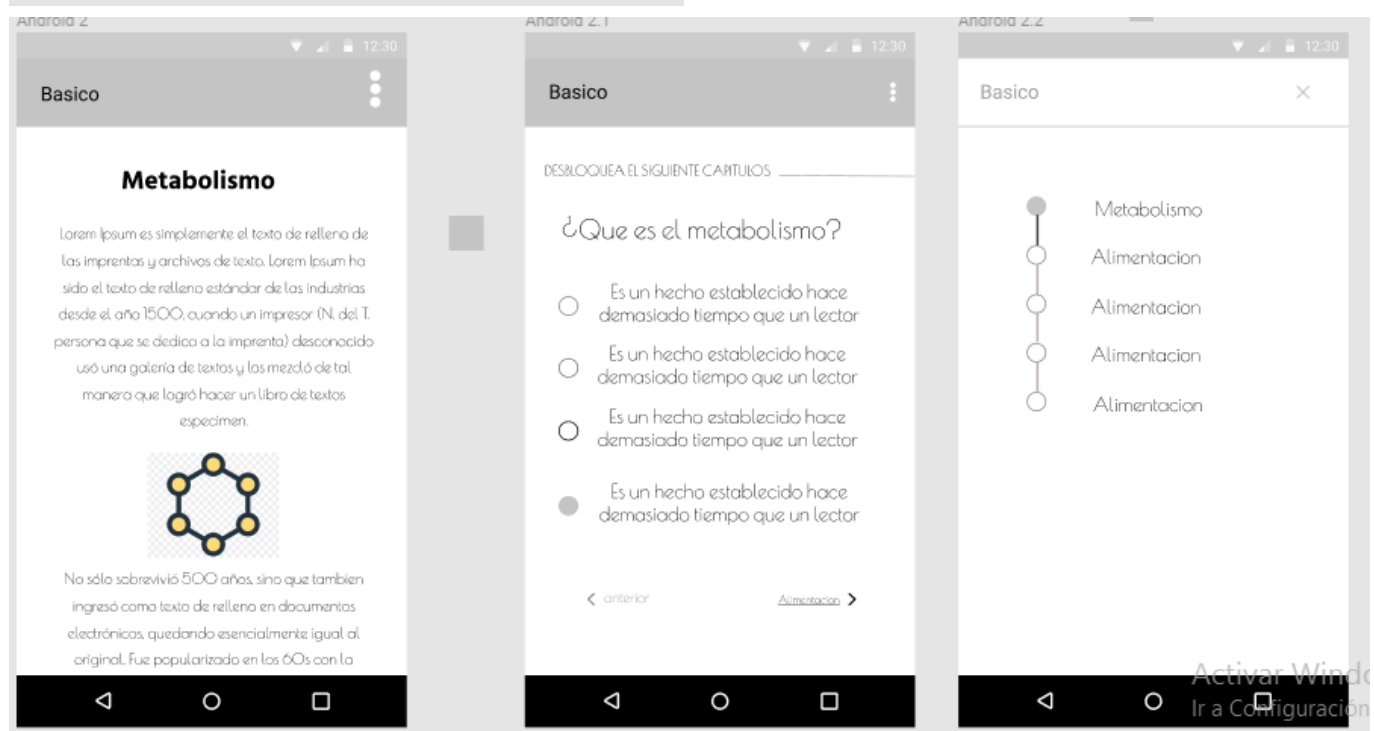 Android 2
12:30
Basico
Metabolismo
Lorem Ipsum es simplemente el texto de relleno de
las imprentas y archivos de texto. Lorem Ipsum ha
sido el texto de relleno estándar de las industrias
desde el año 1500, cuando un impresor (N. del T.
persona que se dedica a la imprenta) desconocido
usó una galería de textos y los mezcló de tal
manera que logró hacer un libro de textos
especimen.
No sólo sobrevivió 500 años, sino que tambien
ingresó como texto de relleno en documentos
electrónicos, quedando esencialmente igual al
original. Fue popularizado en los 60s con la
Android 2.1
12:30
Basico
DESBLOQUEA EL SIGUIENTE CAPITULOS
¿Que es el metabolismo?
Es un hecho establecido hace
demasiado tiempo que un lector
Es un hecho establecido hace
demasiado tiempo que un lector
Es un hecho establecido hace
demasiado tiempo que un lector
Es un hecho establecido hace
demasiado tiempo que un lector
anterior
Alimentacion
Android 2.2
12:30
Basico
Metabolismo
Alimentacion
Alimentacion
Alimentacion
Alimentacion
Activar Windo
Ir a Configuración